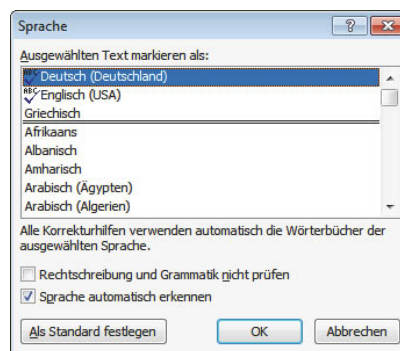 Sprache
Ausgewählten Text markieren als:
ABC Deutsch (Deutschland)
ABC Englisch (USA)
Griechisch
Afrikaans
Albanisch
Amharisch
Arabisch (Ägypten)
Arabisch (Algerien)
Alle Korrekturhilfen verwenden automatisch die Wörterbücher der
ausgewählten Sprache.
Rechtschreibung und Grammatik nicht prüfen
Sprache automatisch erkennen
Als Standard festlegen OK Abbrechen